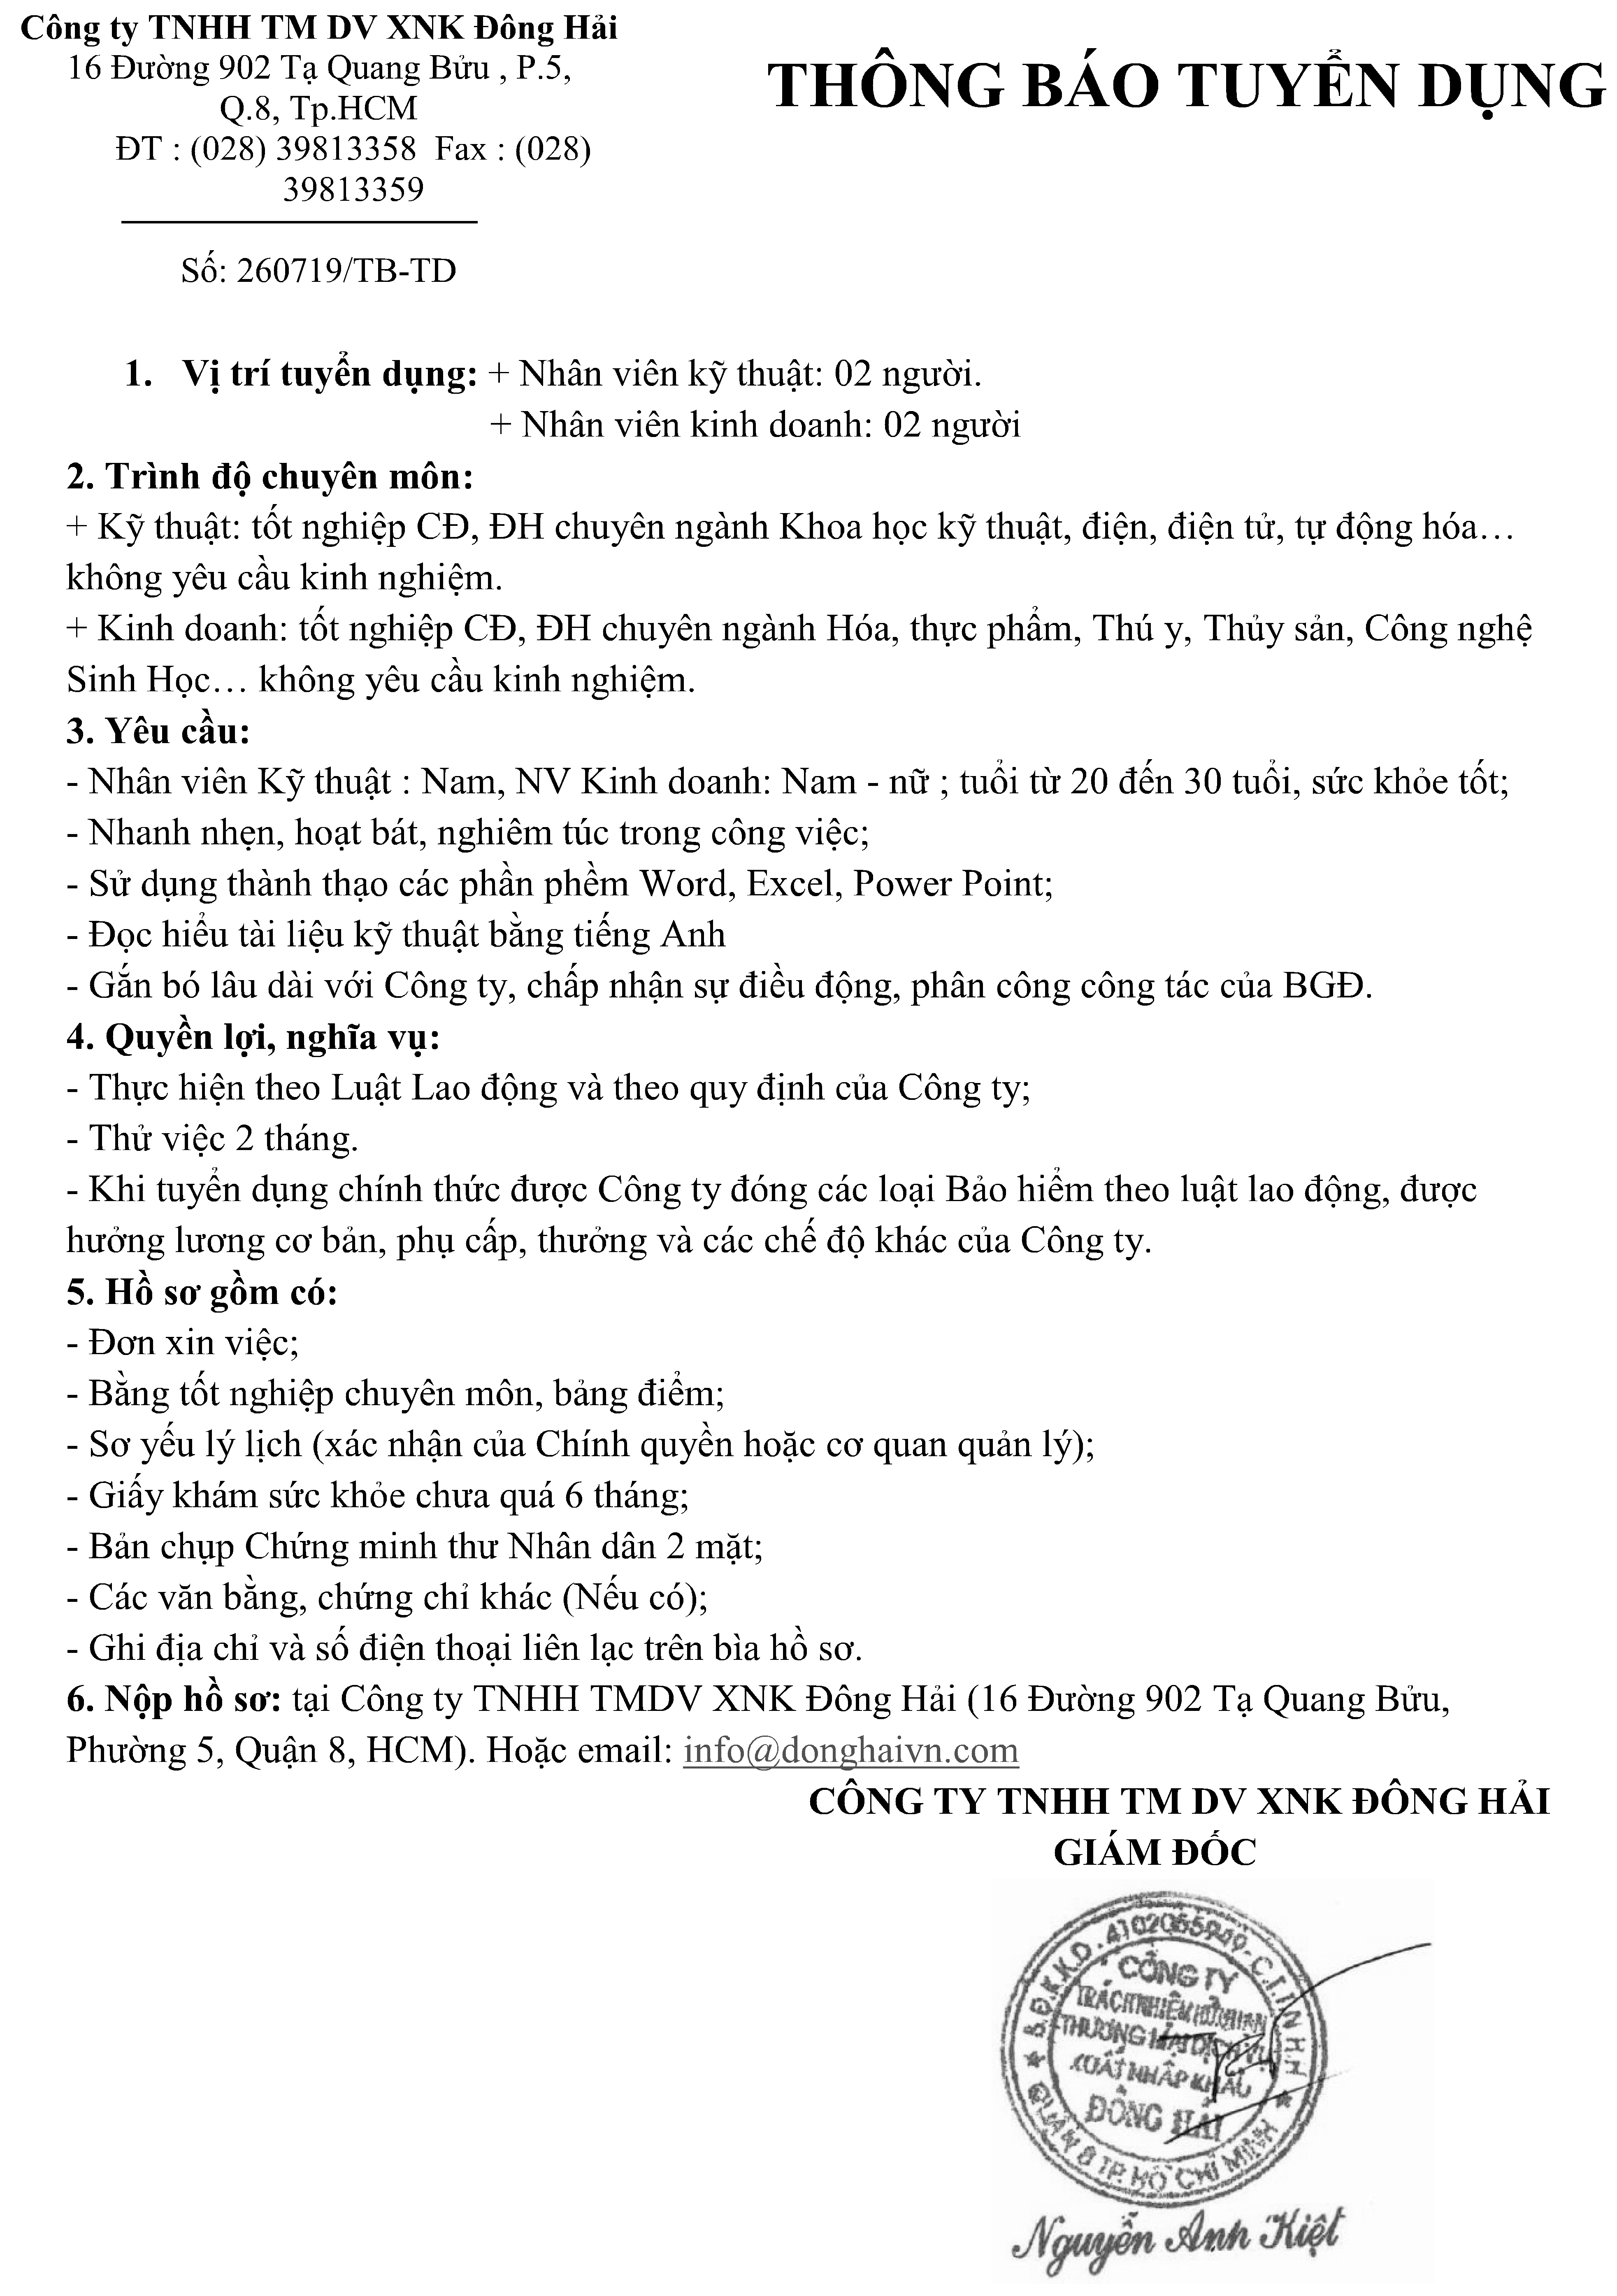 Công ty TNHH TM DV XNK Đông Hải
16 Đường 902 Tạ Quang Bửu , P.5,
Q.8, Tp.HCM
ĐT : (028) 39813358 Fax : (028)
39813359
THÔNG BÁO TUYỂN DỤNG
Số: 260719/TB-TD
1. Vị trí tuyển dụng: + Nhân viên kỹ thuật: 02 người.
+ Nhân viên kinh doanh: 02 người
2. Trình độ chuyên môn:
+ Kỹ thuật: tốt nghiệp CĐ, ĐH chuyên ngành Khoa học kỹ thuật, điện, điện tử, tự động hóa…
không yêu cầu kinh nghiệm.
+ Kinh doanh: tốt nghiệp CĐ, ĐH chuyên ngành Hóa, thực phẩm, Thú y, Thủy sản, Công nghệ
Sinh Học… không yêu cầu kinh nghiệm.
3. Yêu cầu:
- Nhân viên Kỹ thuật : Nam, NV Kinh doanh: Nam - nữ ; tuổi từ 20 đến 30 tuổi, sức khỏe tốt;
- Nhanh nhẹn, hoạt bát, nghiêm túc trong công việc;
- Sử dụng thành thạo các phần phềm Word, Excel, Power Point;
- Đọc hiểu tài liệu kỹ thuật bằng tiếng Anh
- Gắn bó lâu dài với Công ty, chấp nhận sự điều động, phân công công tác của BGĐ.
4. Quyền lợi, nghĩa vụ:
- Thực hiện theo Luật Lao động và theo quy định của Công ty;
- Thử việc 2 tháng.
- Khi tuyển dụng chính thức được Công ty đóng các loại Bảo hiểm theo luật lao động, được
hưởng lương cơ bản, phụ cấp, thưởng và các chế độ khác của Công ty.
5. Hồ sơ gồm có:
- Đơn xin việc;
- Bằng tốt nghiệp chuyên môn, bảng điểm;
- Sơ yếu lý lịch (xác nhận của Chính quyền hoặc cơ quan quản lý);
- Giấy khám sức khỏe chưa quá 6 tháng;
- Bản chụp Chứng minh thư Nhân dân 2 mặt;
- Các văn bằng, chứng chỉ khác (Nếu có);
- Ghi địa chỉ và số điện thoại liên lạc trên bìa hồ sơ.
6. Nộp hồ sơ: tại Công ty TNHH TMDV XNK Đông Hải (16 Đường 902 Tạ Quang Bửu,
Phường 5, Quận 8, HCM). Hoặc email: info@donghaivn.com
CÔNG TY TNHH TM DV XNK ĐÔNG HẢI
GIÁM ĐỐC
CÔNG TY
TRÁCH NHIỆM HỮU HẠN
THƯƠNG MẠI DỊCH VỤ
XUẤT NHẬP KHẨU
ĐÔNG HẢI
QUẬN 8 TP. HỒ CHÍ MINH
Nguyễn Anh Kiệt